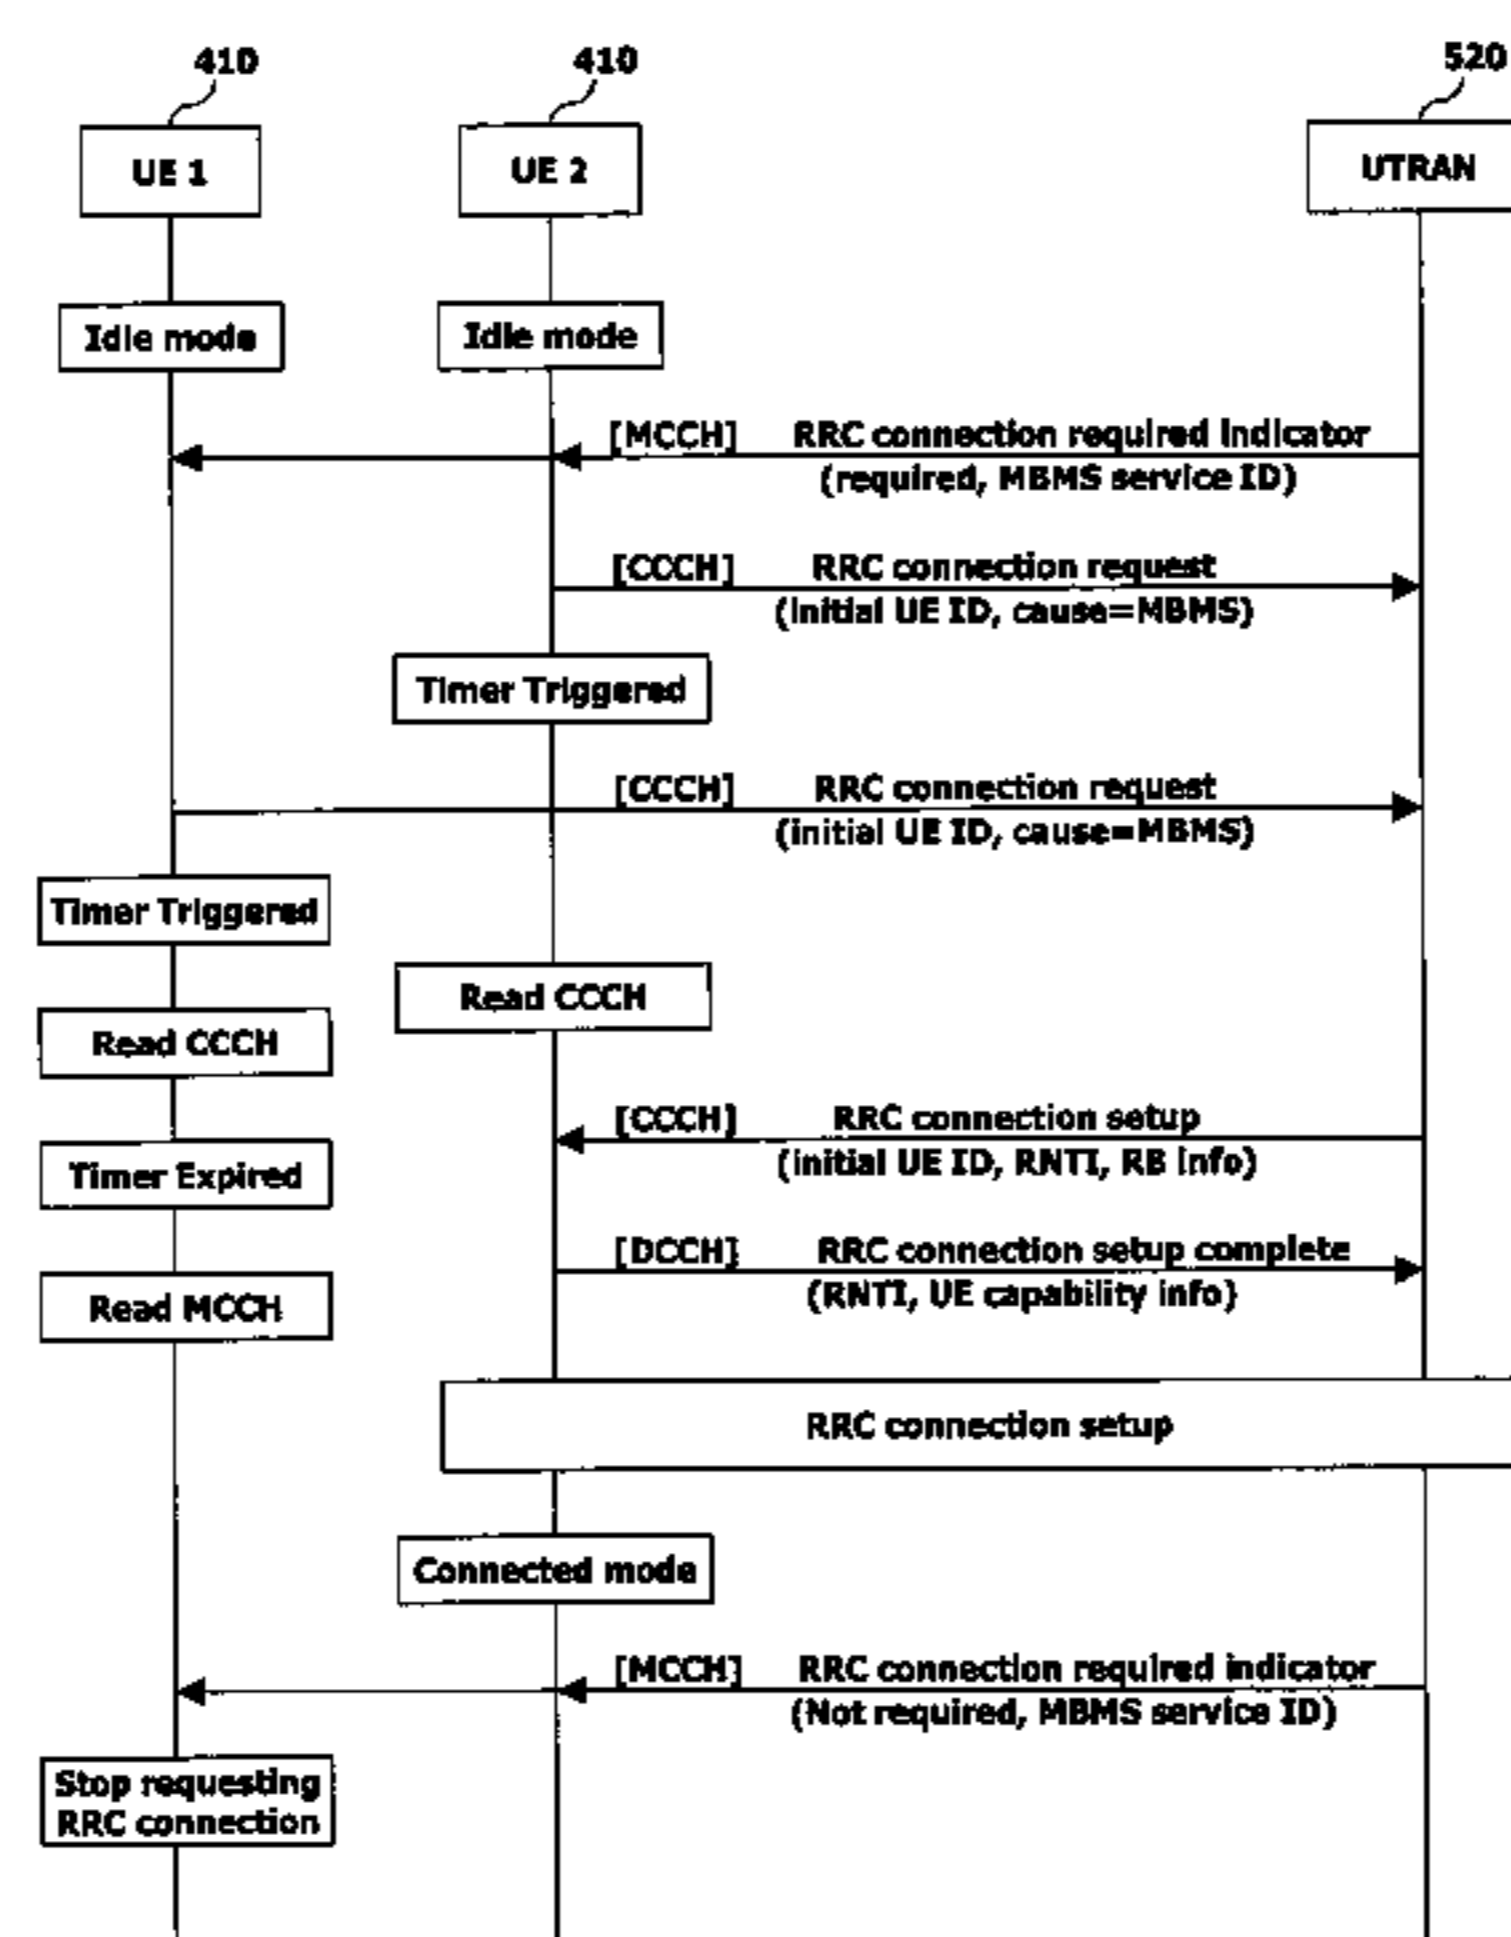 410
410
520
UE 1
UE 2
UTRAN
Idle mode
Idle mode
[MCCH] RRC connection required indicator
(required, MBMS service ID)
[CCCH] RRC connection request
(initial UE ID, cause=MBMS)
Timer Triggered
[CCCH] RRC connection request
(initial UE ID, cause=MBMS)
Timer Triggered
Read CCCH
Read CCCH
[CCCH] RRC connection setup
(initial UE ID, RNTI, RB info)
Timer Expired
[DCCH] RRC connection setup complete
(RNTI, UE capability info)
Read MCCH
RRC connection setup
Connected mode
[MCCH] RRC connection required indicator
(Not required, MBMS service ID)
Stop requesting
RRC connection